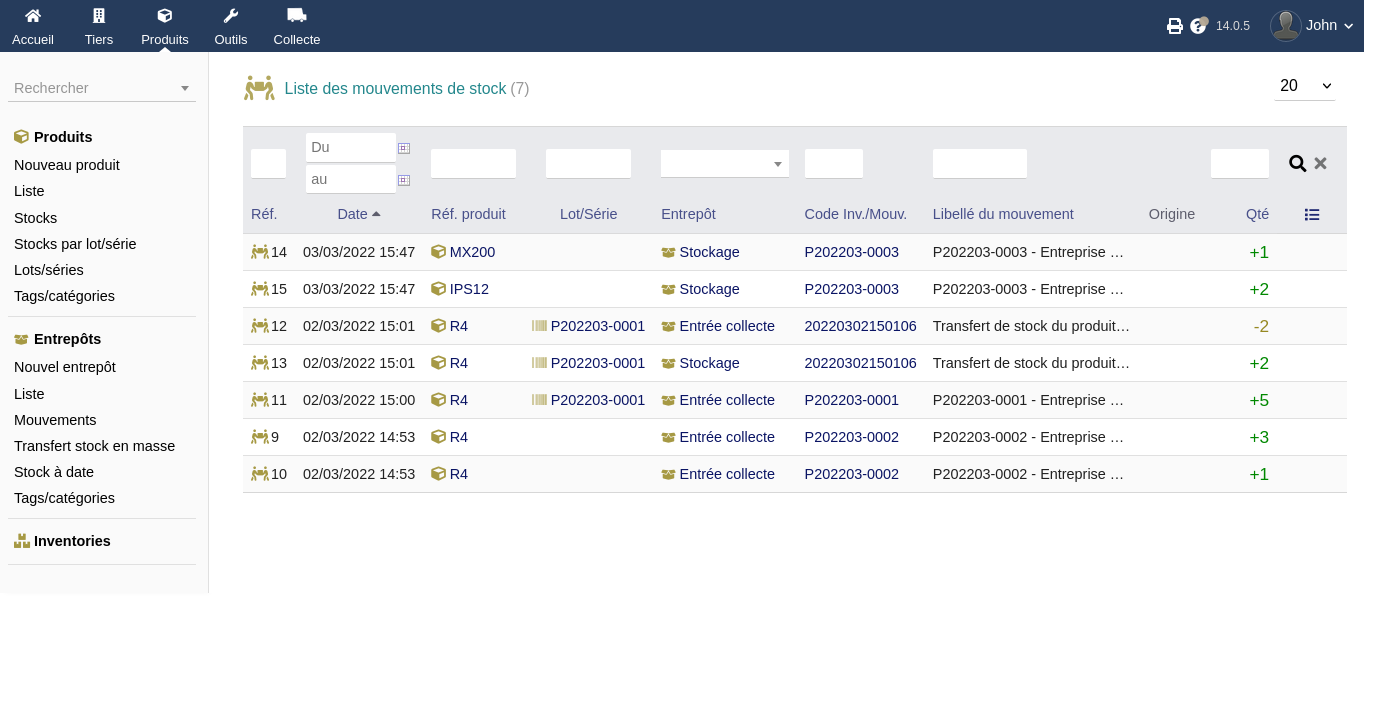 Accueil Tiers Produits Outils Collecte 14.0.5 John
Rechercher
Produits
Nouveau produit
Liste
Stocks
Stocks par lot/série
Lots/séries
Tags/catégories
Entrepôts
Nouvel entrepôt
Liste
Mouvements
Transfert stock en masse
Stock à date
Tags/catégories
Inventories
Liste des mouvements de stock (7) 20
Du
au
Réf. Date Réf. produit Lot/Série Entrepôt Code Inv./Mouv. Libellé du mouvement Origine Qté
14 03/03/2022 15:47 MX200 Stockage P202203-0003 P202203-0003 - Entreprise … +1
15 03/03/2022 15:47 IPS12 Stockage P202203-0003 P202203-0003 - Entreprise … +2
12 02/03/2022 15:01 R4 P202203-0001 Entrée collecte 20220302150106 Transfert de stock du produit… -2
13 02/03/2022 15:01 R4 P202203-0001 Stockage 20220302150106 Transfert de stock du produit… +2
11 02/03/2022 15:00 R4 P202203-0001 Entrée collecte P202203-0001 P202203-0001 - Entreprise … +5
9 02/03/2022 14:53 R4 Entrée collecte P202203-0002 P202203-0002 - Entreprise … +3
10 02/03/2022 14:53 R4 Entrée collecte P202203-0002 P202203-0002 - Entreprise … +1